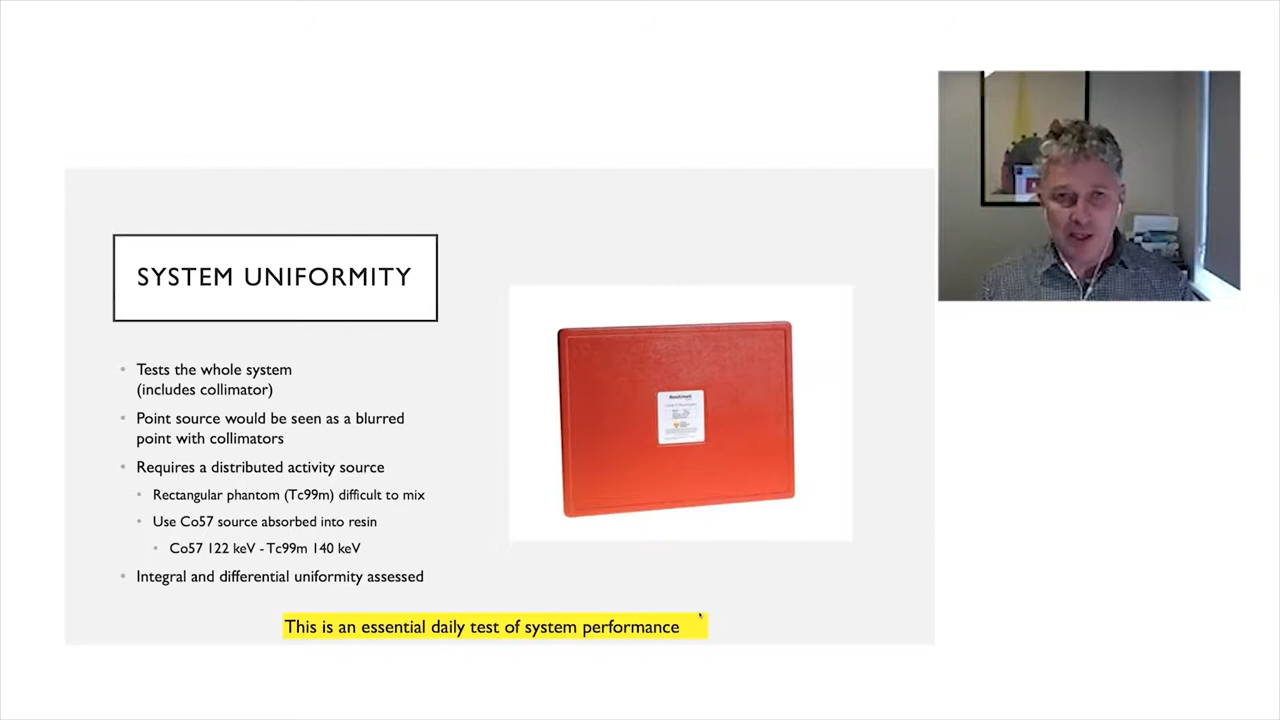 SYSTEM UNIFORMITY
Tests the whole system
(includes collimator)
Point source would be seen as a blurred
point with collimators
Requires a distributed activity source
Rectangular phantom (Tc99m) difficult to mix
Use Co57 source absorbed into resin
Co57 122 keV - Tc99m 140 keV
Integral and differential uniformity assessed
This is an essential daily test of system performance